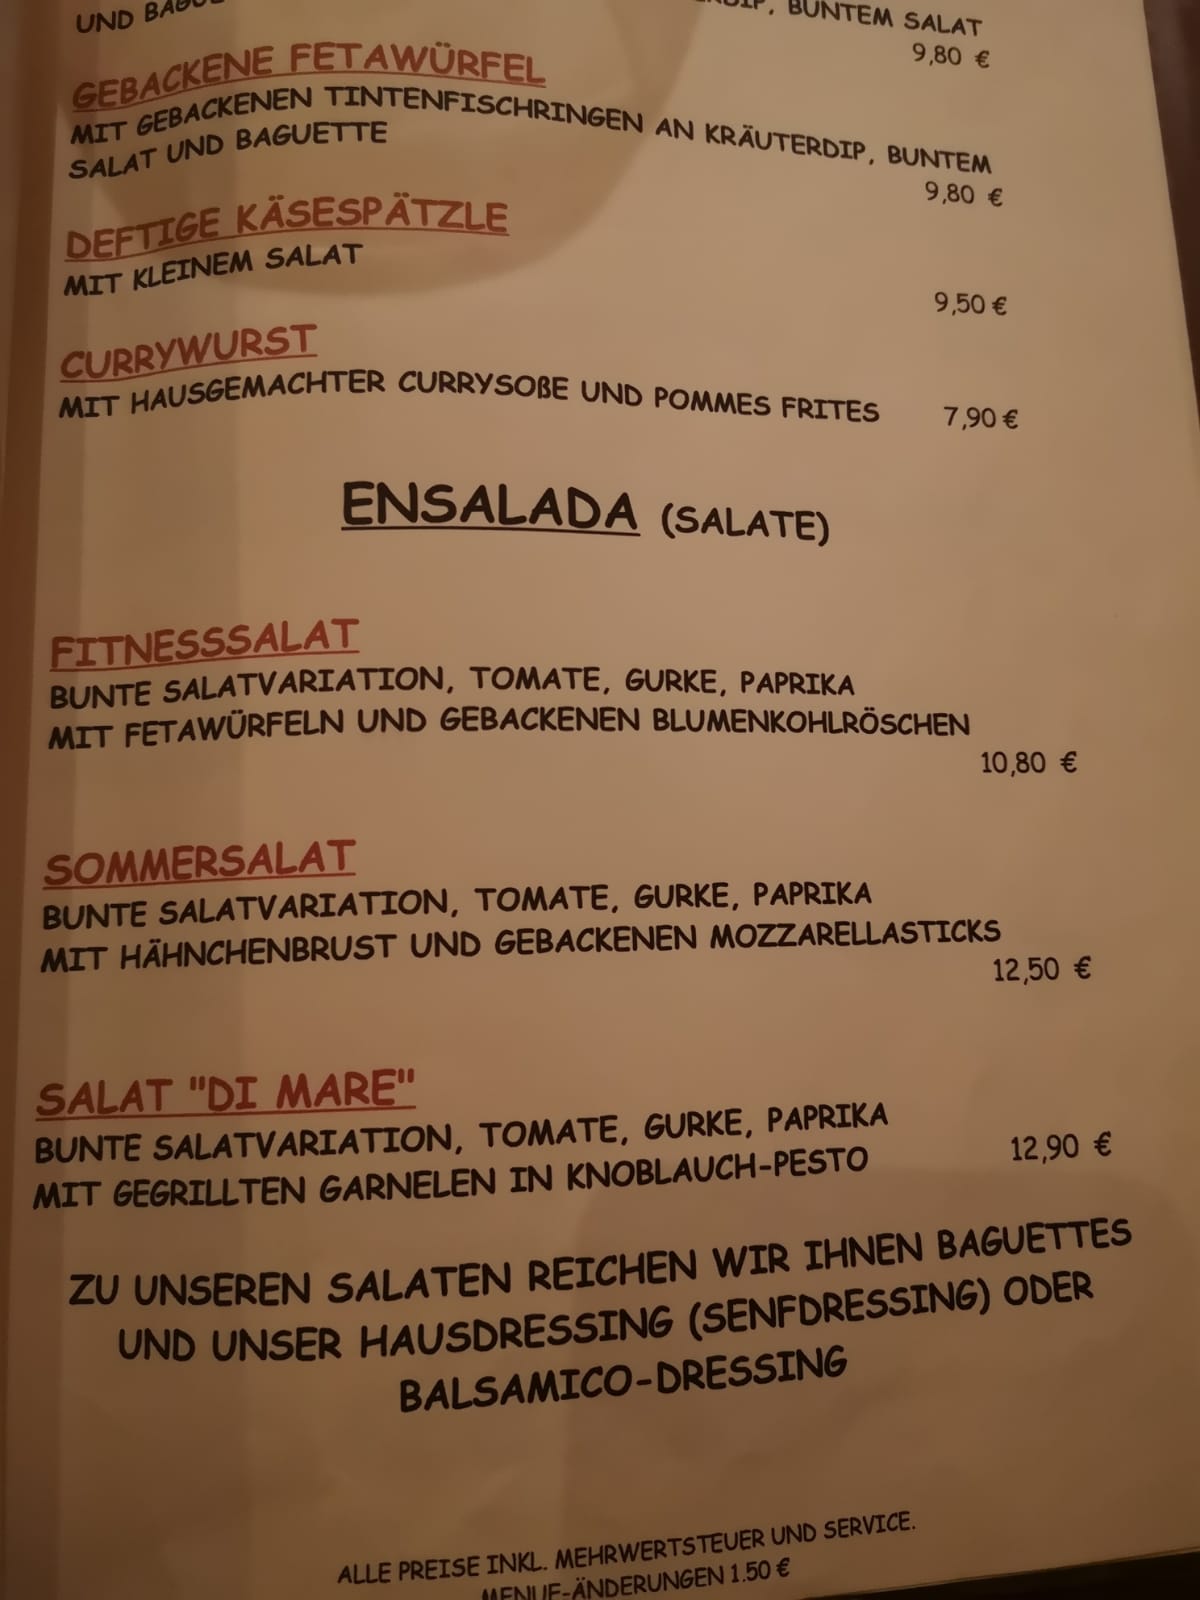 UND
BUNTEM SALAT
9,80 €
GEBACKENE FETAWÜRFEL
MIT GEBACKENEN TINTENFISCHRINGEN AN KRÄUTERDIP, BUNTEM
SALAT UND BAGUETTE
9,80 €
DEFTIGE KÄSESPÄTZLE
MIT KLEINEM SALAT
9,50 €
CURRYWURST
MIT HAUSGEMACHTER CURRYSOßE UND POMMES FRITES 7,90 €
ENSALADA (SALATE)
FITNESSSALAT
BUNTE SALATVARIATION, TOMATE, GURKE, PAPRIKA
MIT FETAWÜRFELN UND GEBACKENEN BLUMENKOHLRÖSCHEN
10,80 €
SOMMERSALAT
BUNTE SALATVARIATION, TOMATE, GURKE, PAPRIKA
MIT HÄHNCHENBRUST UND GEBACKENEN MOZZARELLASTICKS
12,50 €
SALAT "DI MARE"
BUNTE SALATVARIATION, TOMATE, GURKE, PAPRIKA
MIT GEGRILLTEN GARNELEN IN KNOBLAUCH-PESTO 12,90 €
ZU UNSEREN SALATEN REICHEN WIR IHNEN BAGUETTES
UND UNSER HAUSDRESSING (SENFDRESSING) ODER
BALSAMICO-DRESSING
ALLE PREISE INKL. MEHRWERTSTEUER UND SERVICE.
MENUE-ÄNDERUNGEN 1.50 €